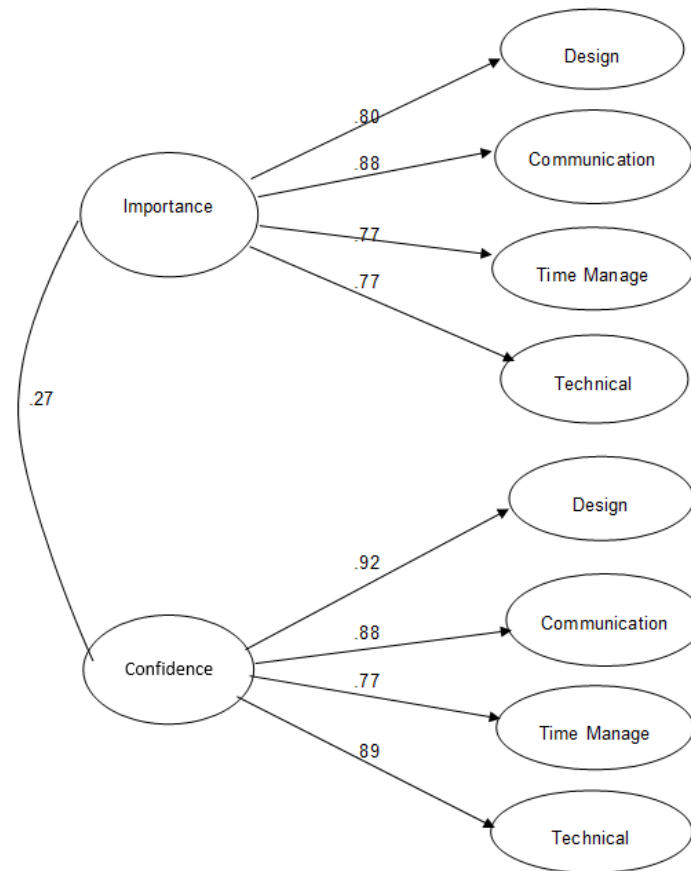 Design
.80
Communication
.88
Importance
.77
Time Manage
.77
Technical
.27
Design
.92
Communication
.88
Confidence
.77
Time Manage
.89
Technical